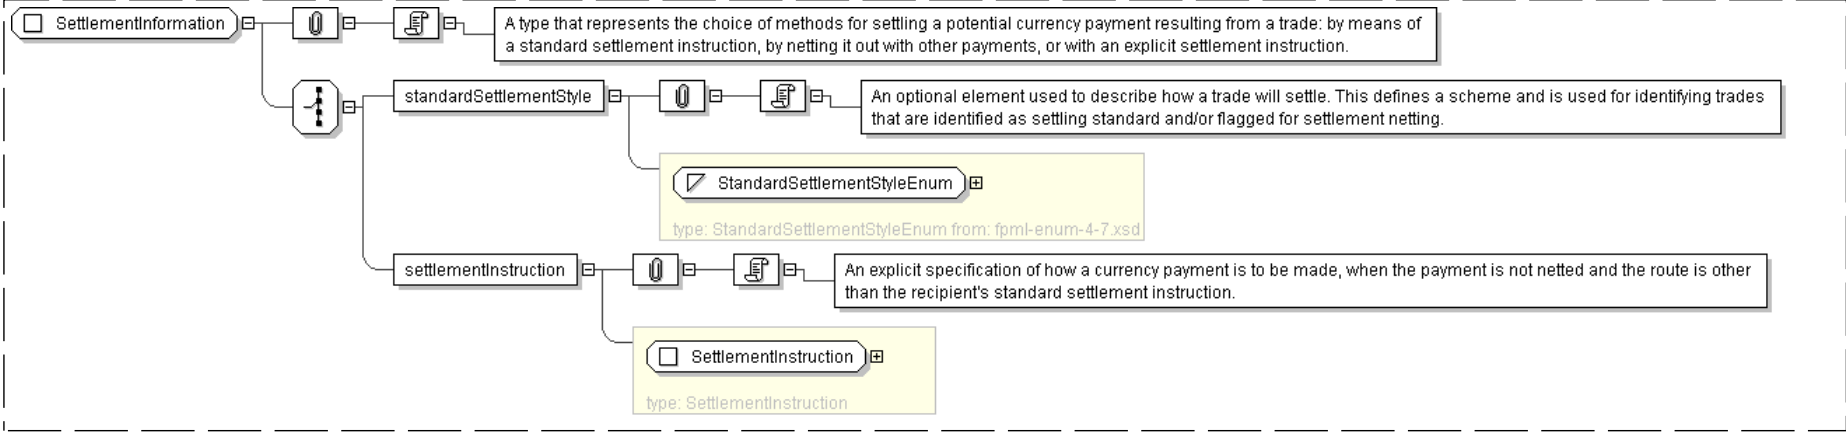 SettlementInformation
A type that represents the choice of methods for settling a potential currency payment resulting from a trade: by means of
a standard settlement instruction, by netting it out with other payments, or with an explicit settlement instruction.
standardSettlementStyle
An optional element used to describe how a trade will settle. This defines a scheme and is used for identifying trades
that are identified as settling standard and/or flagged for settlement netting.
StandardSettlementStyleEnum
type: StandardSettlementStyleEnum from: fpml-enum-4-7.xsd
settlementInstruction
An explicit specification of how a currency payment is to be made, when the payment is not netted and the route is other
than the recipient's standard settlement instruction.
SettlementInstruction
type: SettlementInstruction